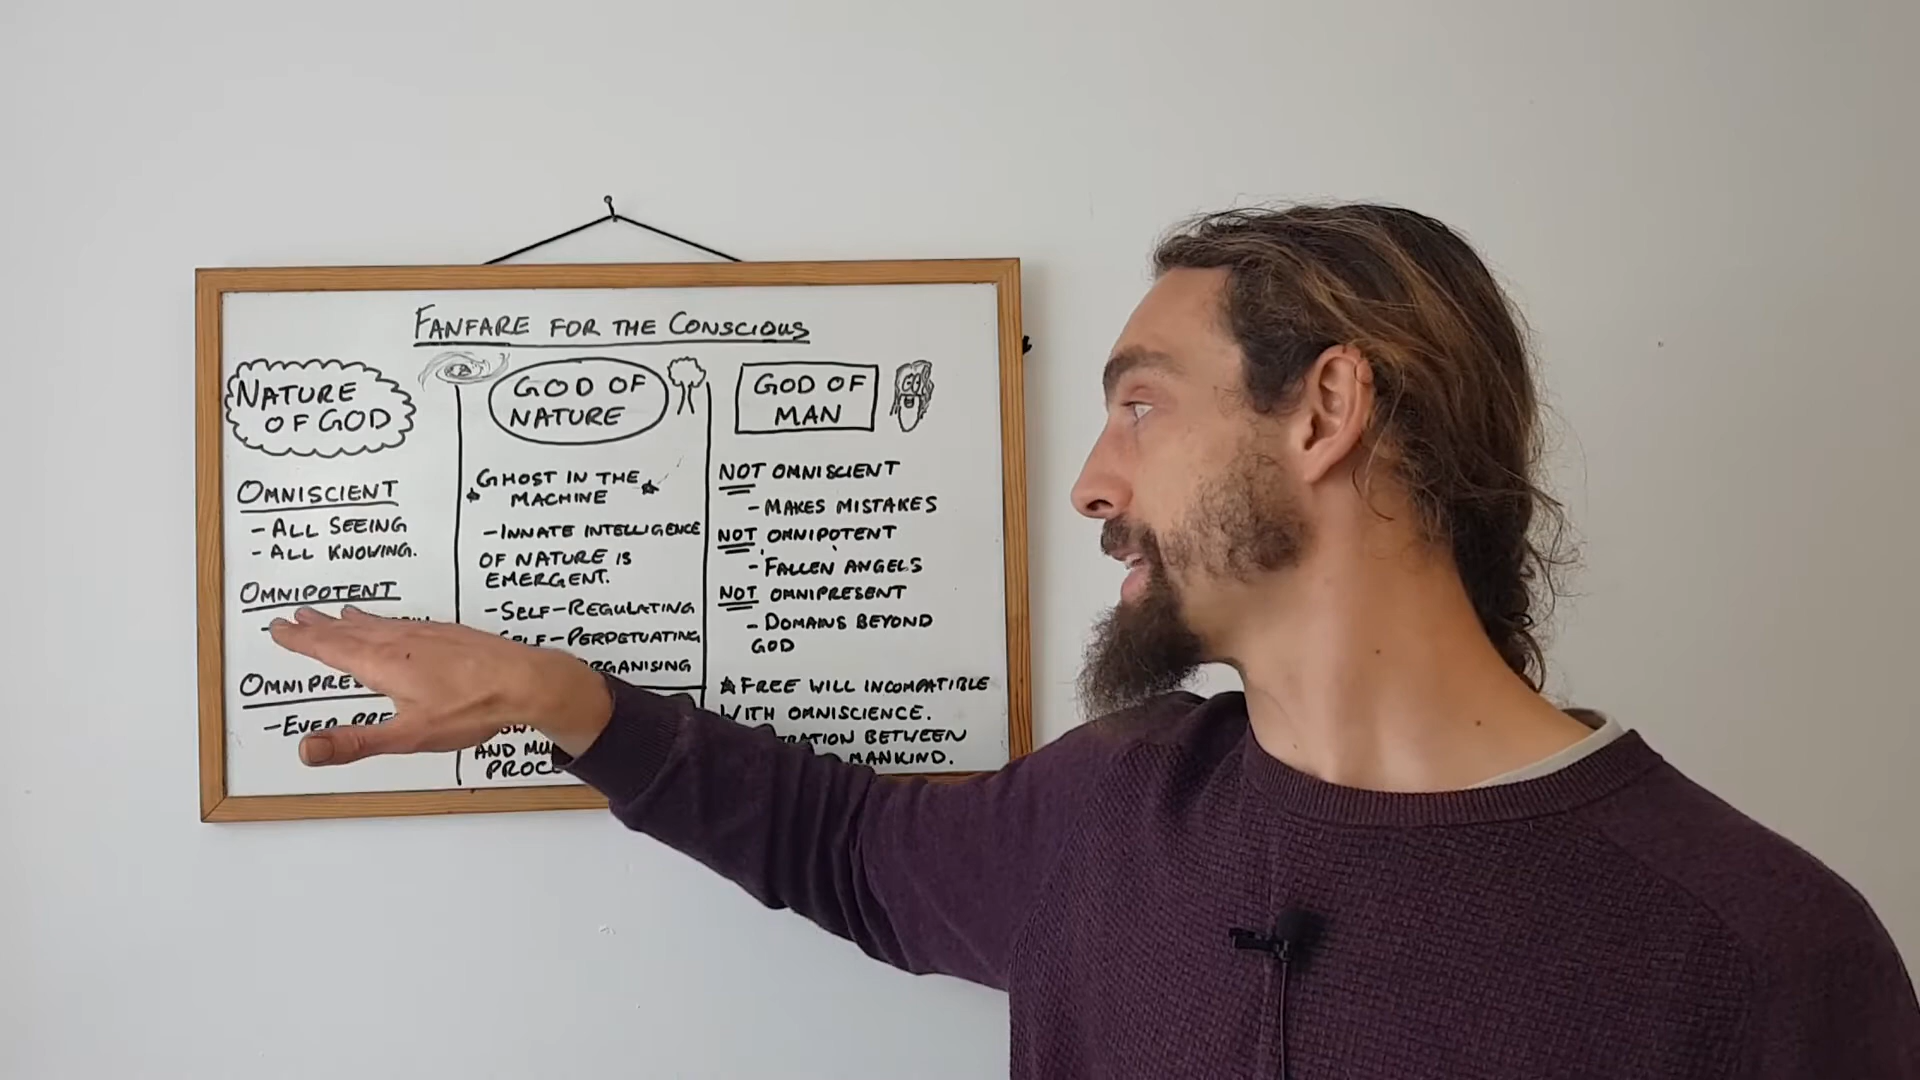 FANFARE FOR THE CONSCIOUS
NATURE
OF GOD
OMNISCIENT
- ALL SEEING
- ALL KNOWING.
OMNIPOTENT
- 
OMNIPRES
- EVER PRE
GOD OF
NATURE
GHOST IN THE
MACHINE
- INNATE INTELLIGENCE
OF NATURE IS
EMERGENT.
- SELF-REGULATING
SELF-PERPETUATING
ORGANISING
AND MU
PROC
GOD OF
MAN
NOT OMNISCIENT
- MAKES MISTAKES
NOT OMNIPOTENT
- FALLEN ANGELS
NOT OMNIPRESENT
- DOMAINS BEYOND
GOD
★ FREE WILL INCOMPATIBLE
WITH OMNISCIENCE.
TRATION BETWEEN
MANKIND.